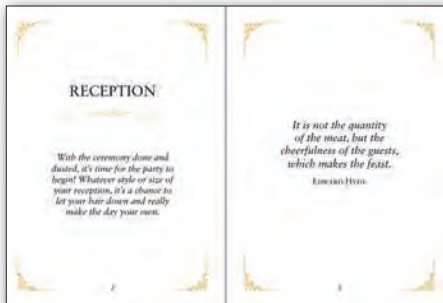 RECEPTION
With the ceremony done and
dusted, it's time for the party to
begin! Whatever style or size of
your reception, it's a chance to
let your hair down and really
make the day your own.
It is not the quantity
of the meat, but the
cheerfulness of the guests,
which makes the feast.
EDWARD HYDE